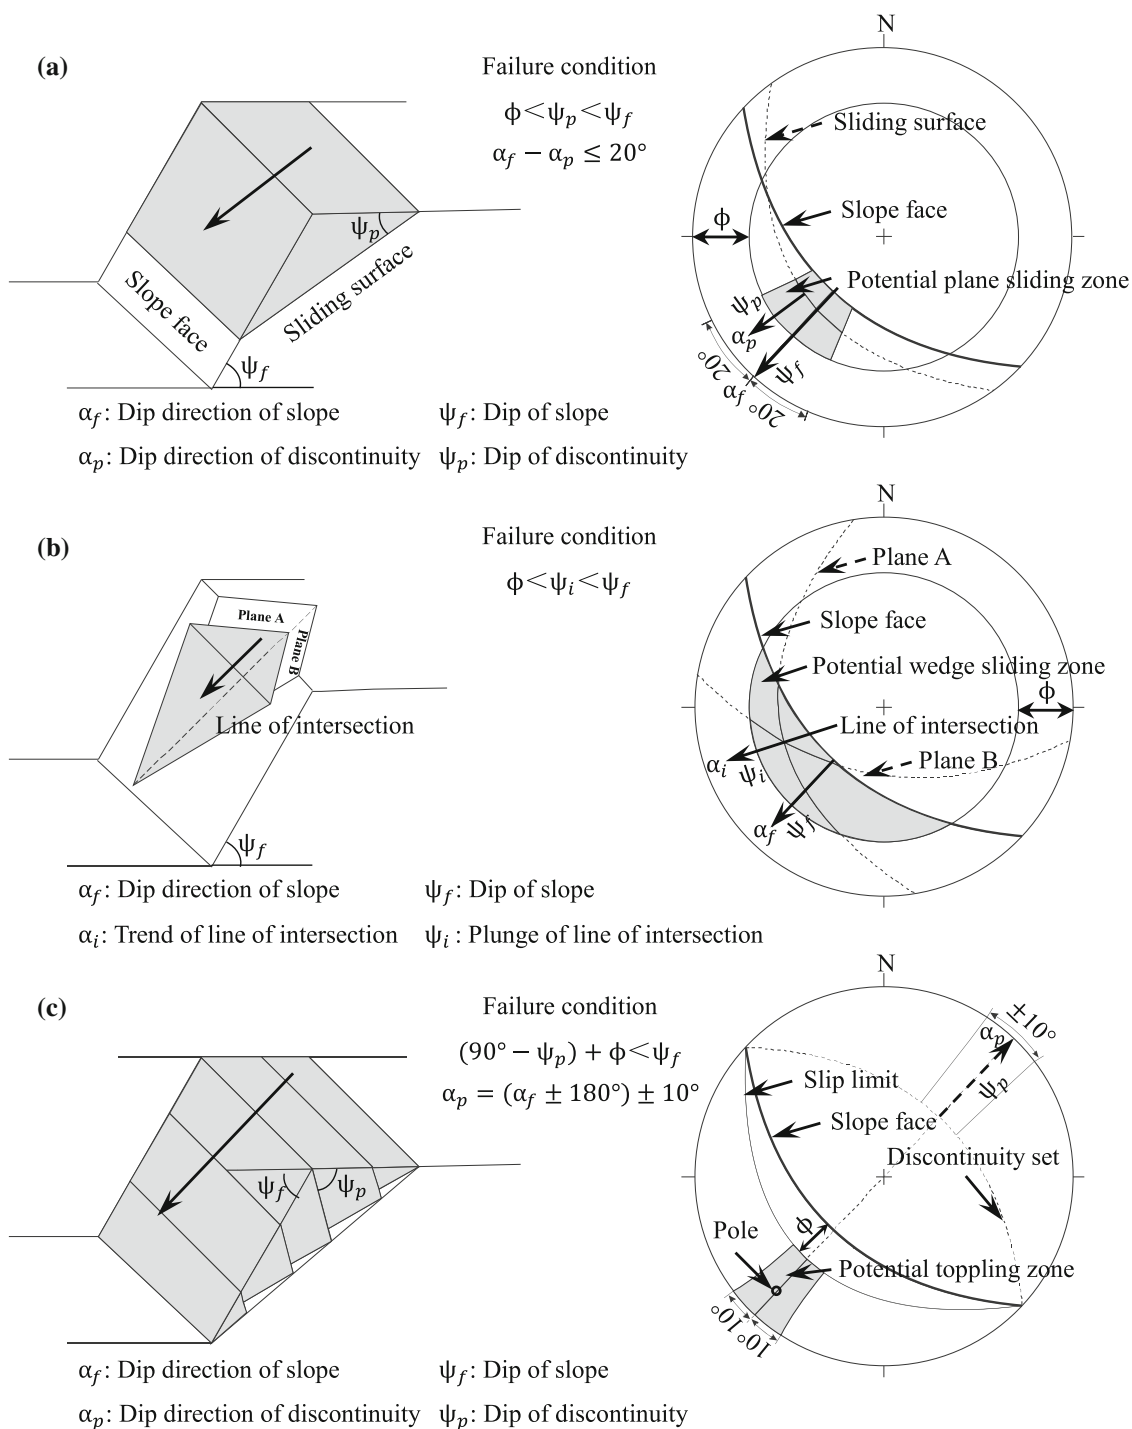 (a)
Failure condition
ϕ<ψp<ψf
αf − αp ≤ 20°
ψp
Slope face
Sliding surface
ψf
N
Sliding surface
Slope face
ϕ
Potential plane sliding zone
ψp
αp
ψf
αf
20°
20°
αf: Dip direction of slope
ψf: Dip of slope
αp: Dip direction of discontinuity
ψp: Dip of discontinuity
(b)
Failure condition
ϕ<ψi<ψf
Plane A
Plane B
Line of intersection
ψf
N
Plane A
Slope face
Potential wedge sliding zone
ϕ
Line of intersection
Plane B
αi
ψi
αf
ψf
αf: Dip direction of slope
ψf: Dip of slope
αi: Trend of line of intersection
ψi : Plunge of line of intersection
(c)
Failure condition
(90° − ψp) + ϕ<ψf
αp = (αf ± 180°) ± 10°
ψf
ψp
N
±10°
αp
ψp
Slip limit
Slope face
Discontinuity set
ϕ
Pole
Potential toppling zone
10°
10°
αf: Dip direction of slope
ψf: Dip of slope
αp: Dip direction of discontinuity
ψp: Dip of discontinuity